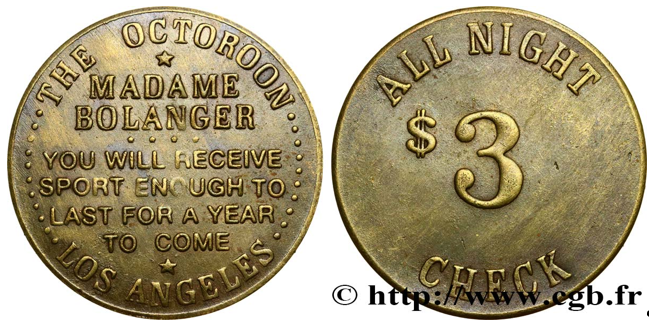 THE OCTOROON
MADAME
BOLANGER
YOU WILL RECEIVE
SPORT ENOUGH TO
LAST FOR A YEAR
TO COME
LOS ANGELES
ALL NIGHT
$3
CHECK
© http://www.cgb.fr